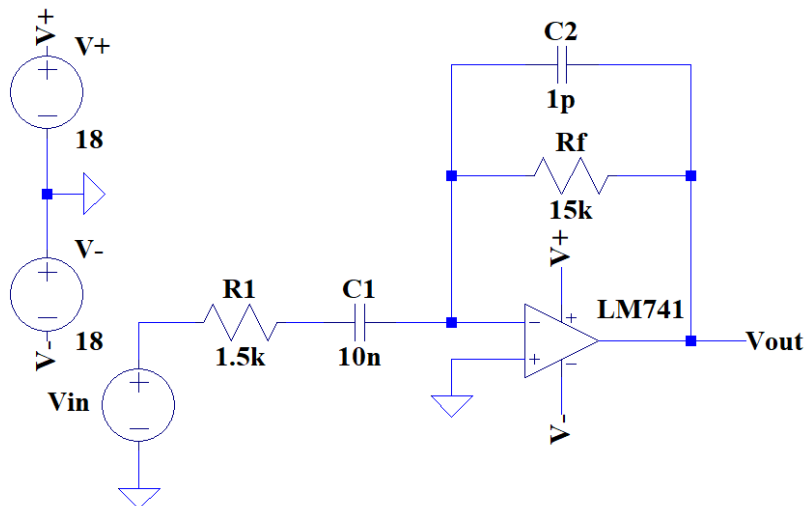 V+
V+
18
V-
18
V-
Vin
R1
1.5k
C1
10n
C2
1p
Rf
15k
V+
LM741
V-
Vout